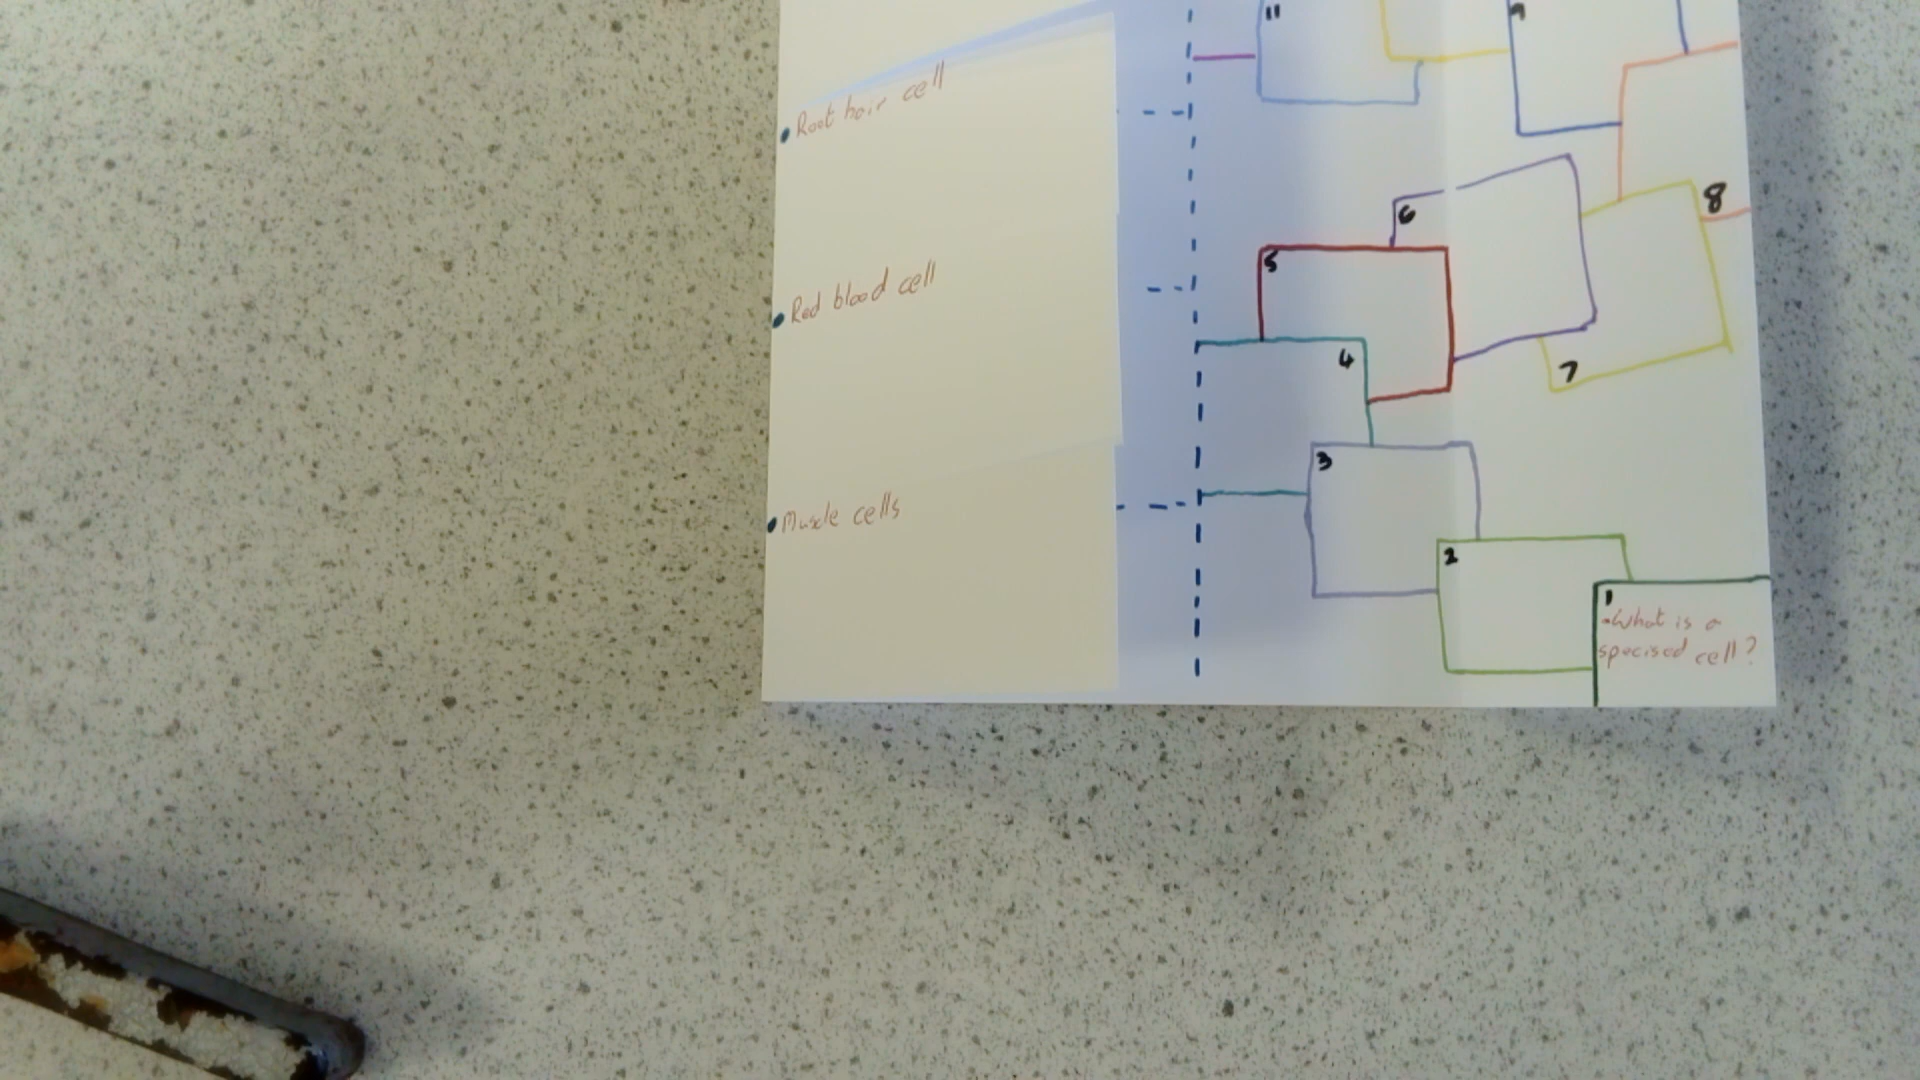 Root hair cell
Red blood cell
Muscle cells
11
9
8
6
5
7
4
3
2
1
What is a
specised cell?